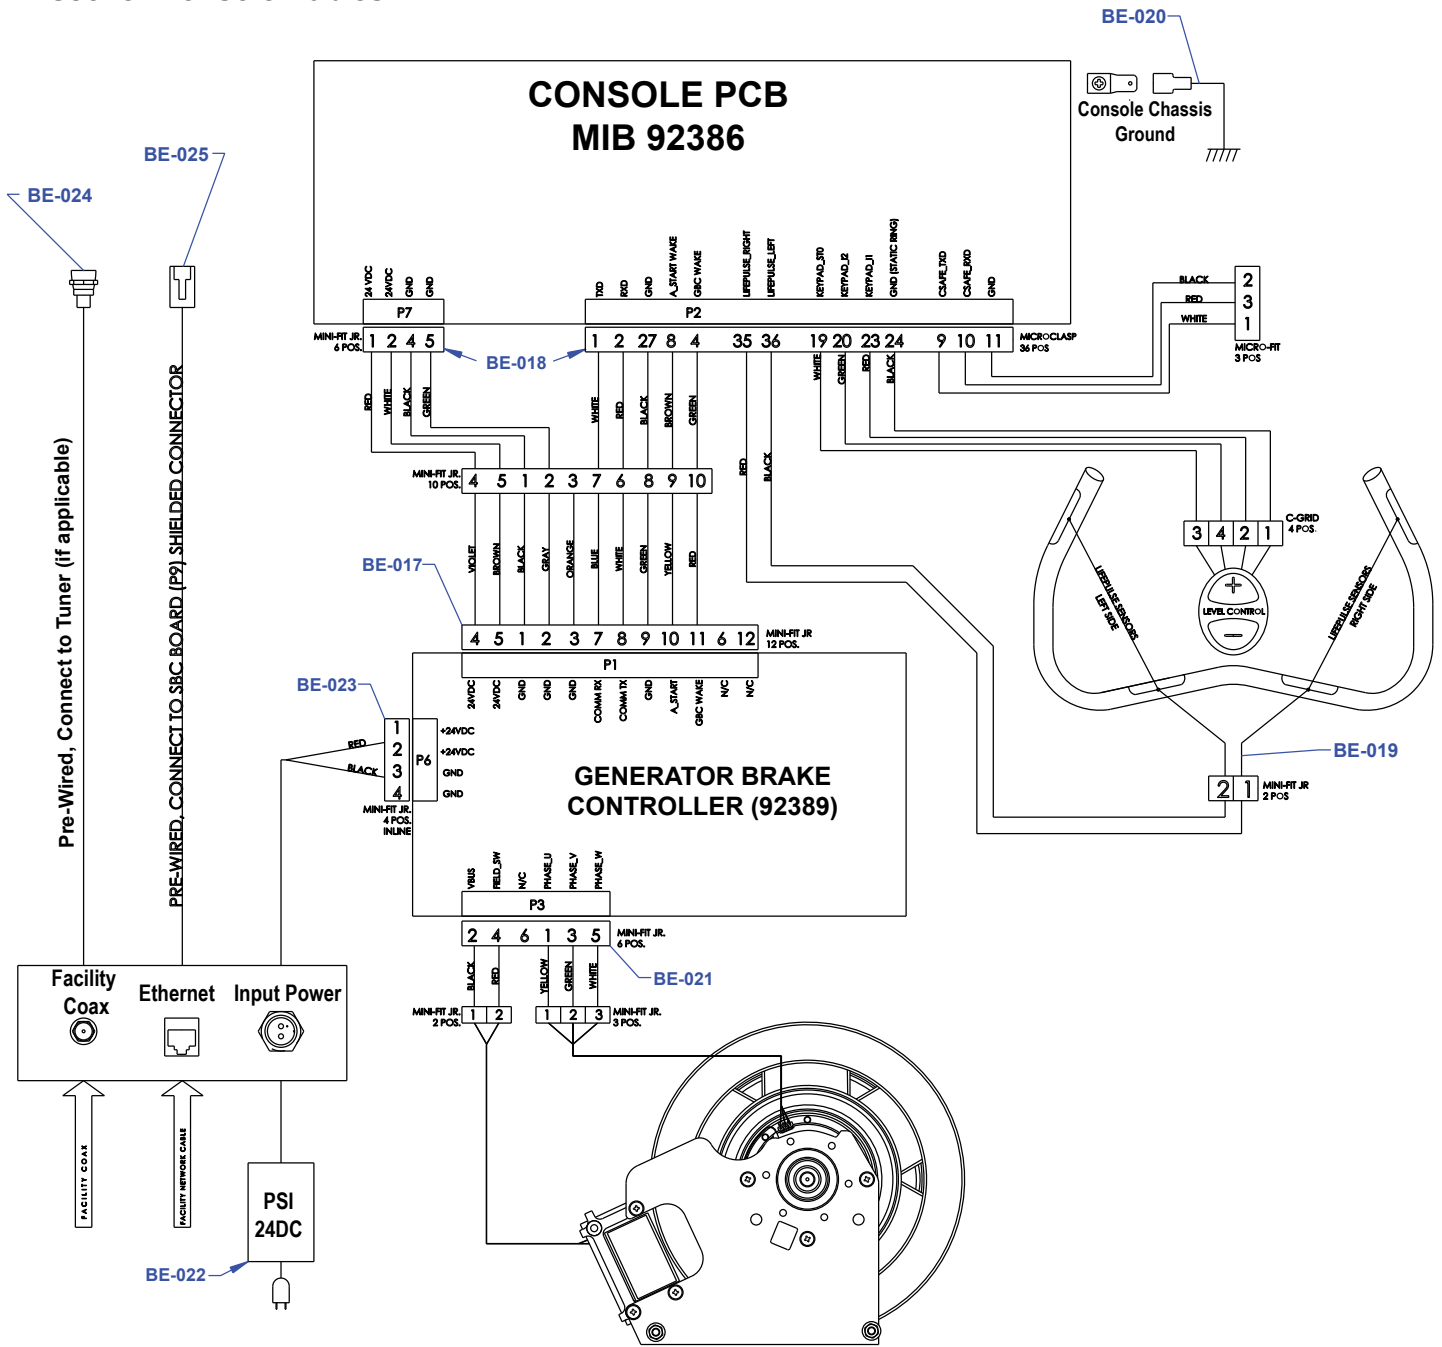 BE-020
CONSOLE PCB
MIB 92386
Console Chassis
Ground
BE-025
BE-024
24 VDC
24VDC
GND
GND
P7
TXD
RXD
GND
A_START WAKE
GBC WAKE
LIFEPULSE_RIGHT
LIFEPULSE_LEFT
KEYPAD_ST0
KEYPAD_I2
KEYPAD_I1
GND (STATIC RING)
CSAFE_TXD
CSAFE_RXD
GND
P2
MINI-FIT JR.
6 POS.
1 2 4 5
BE-018
1 2 27 8 4 35 36 19 20 23 24 9 10 11
MICROCLASP
36 POS
BLACK
RED
WHITE
2
3
1
MICRO-FIT
3 POS
RED
WHITE
BLACK
GREEN
WHITE
RED
BLACK
BROWN
GREEN
RED
BLACK
WHITE
GREEN
RED
BLACK
MINI-FIT JR.
10 POS.
4 5 1 2 3 7 6 8 9 10
VIOLET
BROWN
BLACK
GRAY
ORANGE
BLUE
WHITE
GREEN
YELLOW
RED
BE-017
4 5 1 2 3 7 8 9 10 11 6 12
MINI-FIT JR
12 POS.
P1
24VDC
24VDC
GND
GND
GND
COMM RX
COMM TX
GND
A_START
GBC WAKE
N/C
N/C
3 4 2 1
C-GRID
4 POS.
LEVEL CONTROL
LIFEPULSE SENSORS
LEFT SIDE
LIFEPULSE SENSORS
RIGHT SIDE
BE-019
2 1
MINI-FIT JR
2 POS
BE-023
1
2
3
4
P6
+24VDC
+24VDC
GND
GND
RED
BLACK
MINI-FIT JR.
4 POS.
INLINE
GENERATOR BRAKE
CONTROLLER (92389)
VBUS
FIELD_SW
N/C
PHASE_U
PHASE_V
PHASE_W
P3
2 4 6 1 3 5
MINI-FIT JR.
6 POS.
BE-021
BLACK
RED
YELLOW
GREEN
WHITE
MINI-FIT JR.
2 POS.
1 2
1 2 3
MINI-FIT JR.
3 POS.
Pre-Wired, Connect to Tuner (if applicable)
PRE-WIRED, CONNECT TO SBC BOARD (P9) SHIELDED CONNECTOR
Facility
Coax
Ethernet
Input Power
FACILITY COAX
FACILITY NETWORK CABLE
PSI
24DC
BE-022